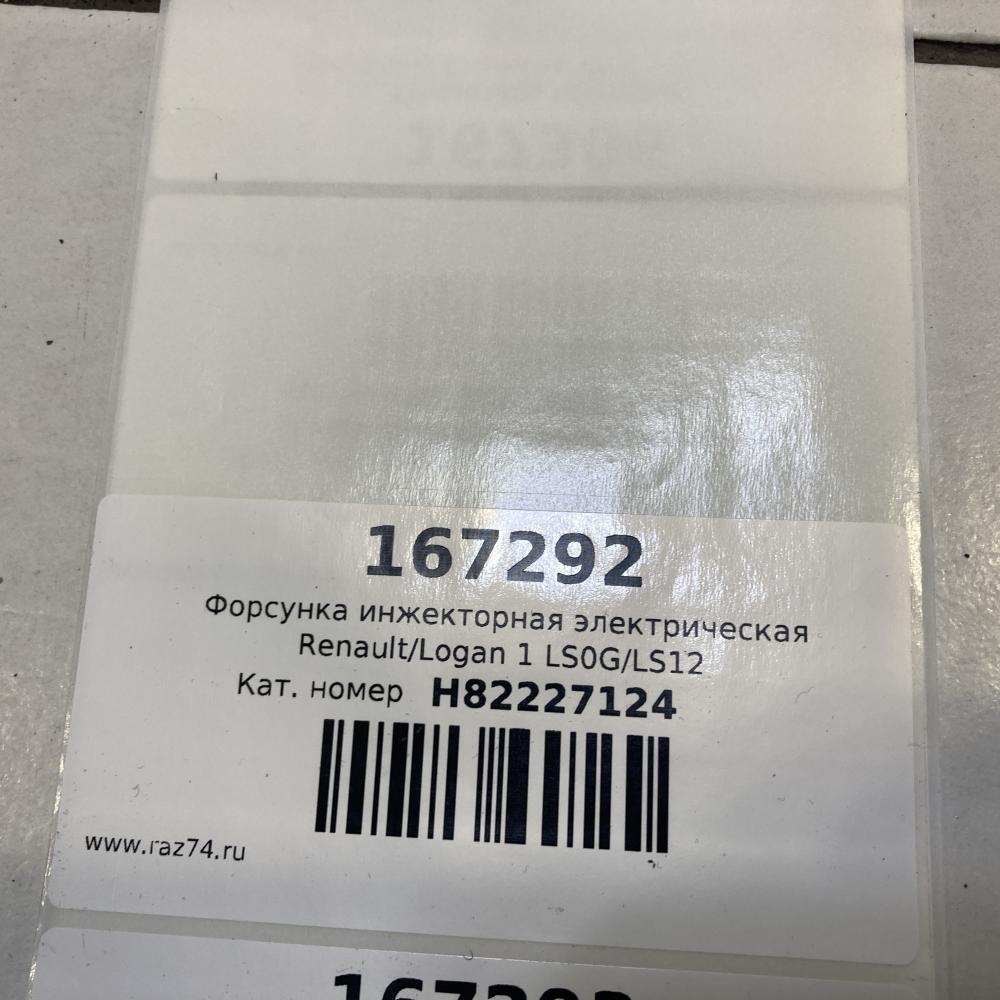 167292
Форсунка инжекторная электрическая
Renault/Logan 1 LS0G/LS12
Кат. номер H82227124
www.raz74.ru